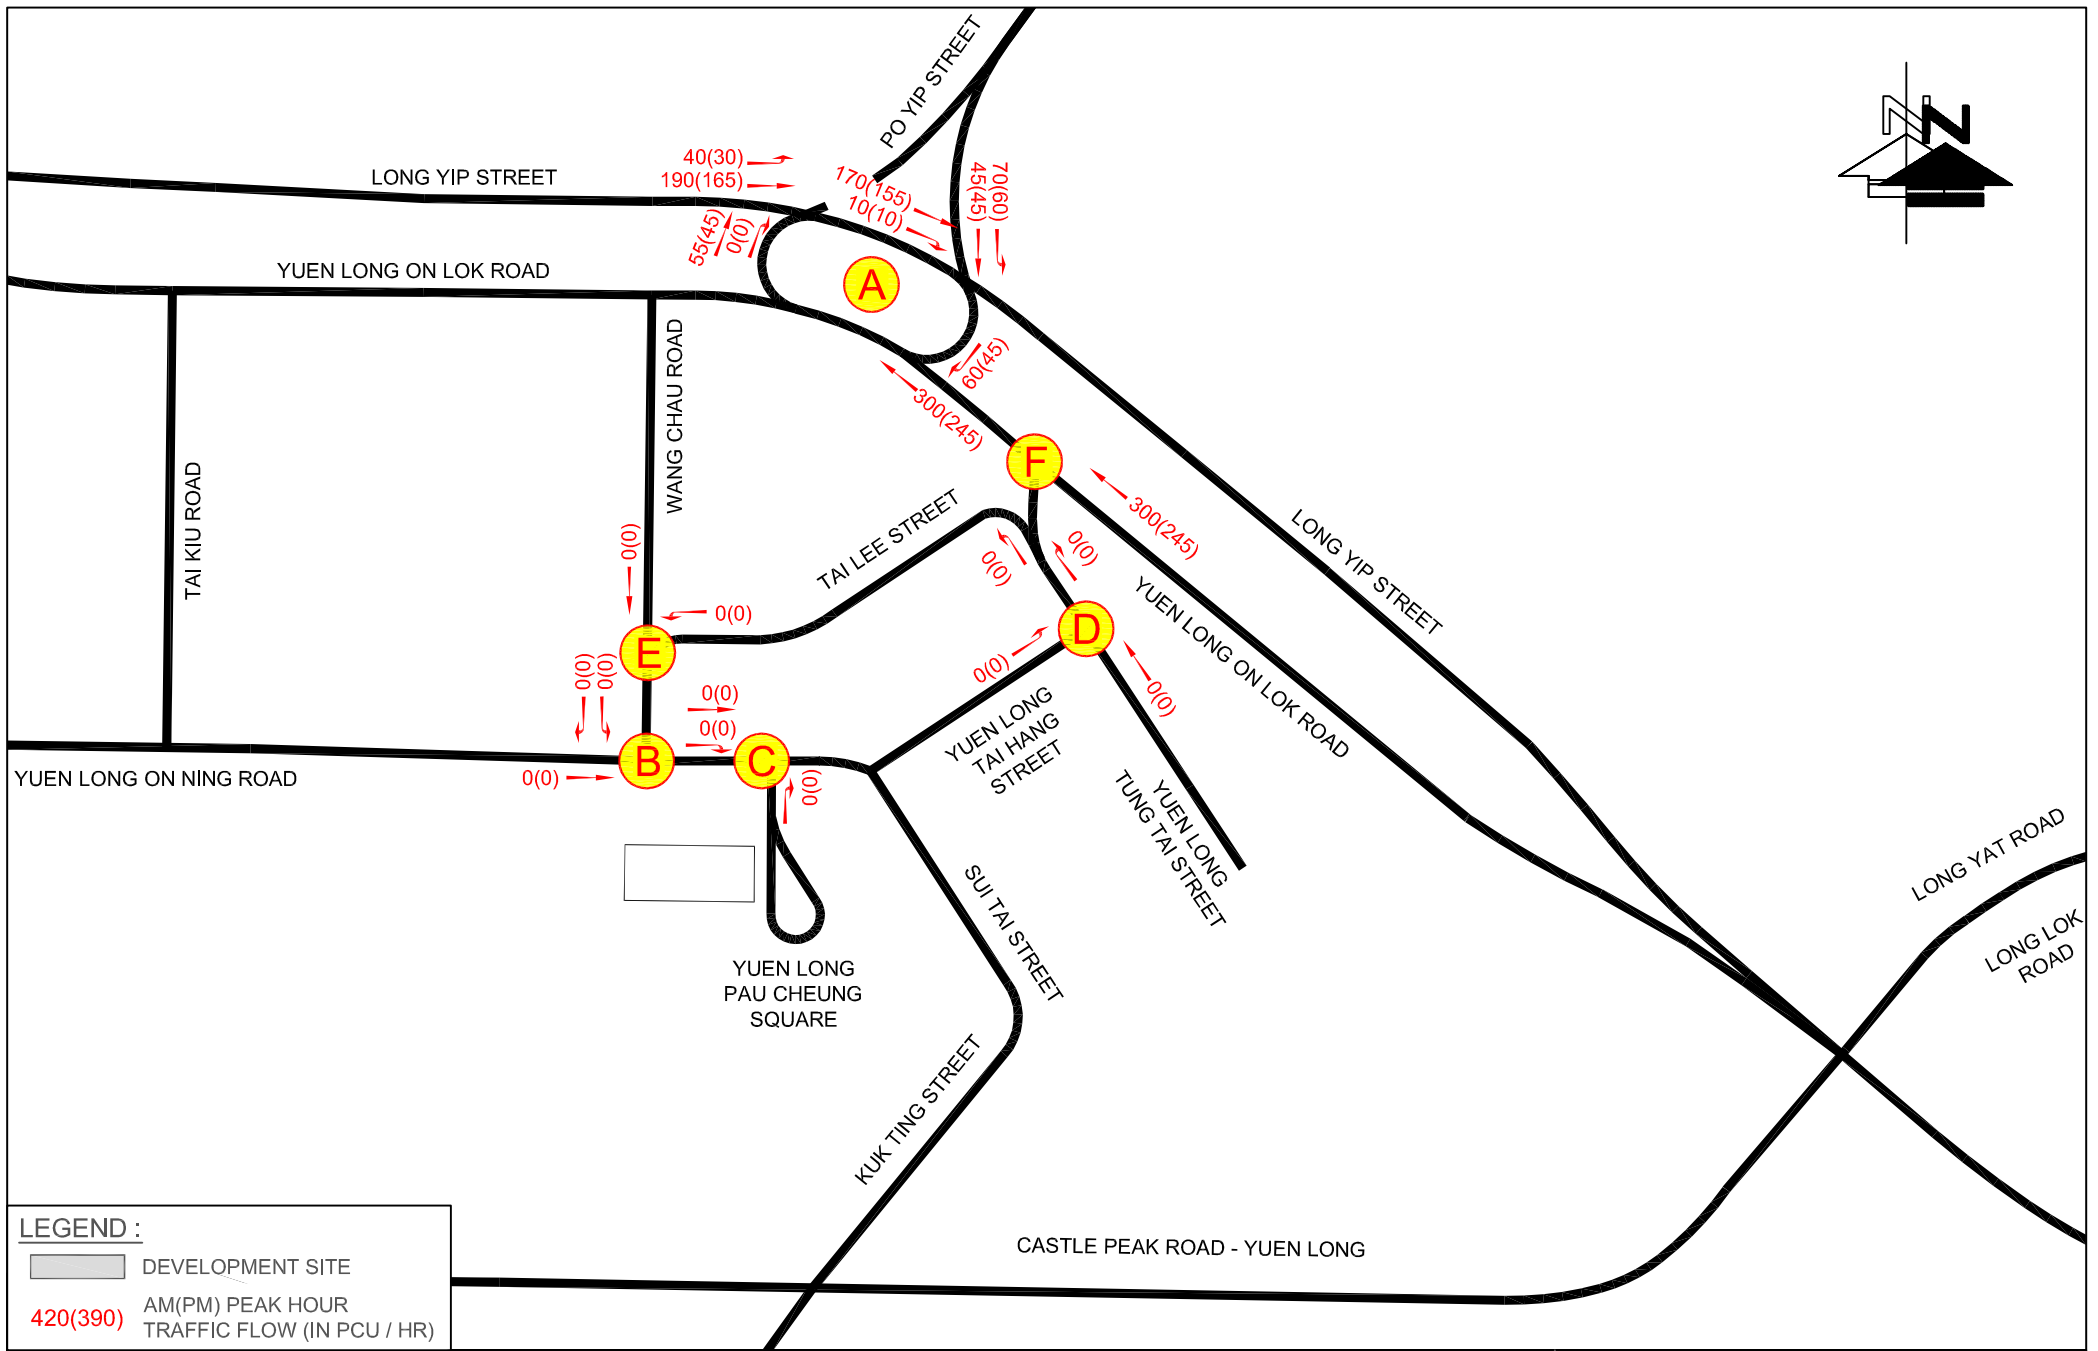 PO YIP STREET
N
N
40(30)
190(165)
LONG YIP STREET
170(155)
10(10)
70(60)
45(45)
55(45)
0(0)
A
YUEN LONG ON LOK ROAD
WANG CHAU ROAD
60(45)
300(245)
F
300(245)
TAI KIU ROAD
TAI LEE STREET
LONG YIP STREET
0(0)
0(0)
0(0)
0(0)
D
YUEN LONG ON LOK ROAD
E
0(0)
0(0)
0(0)
0(0)
0(0)
0(0)
0(0)
B
C
0(0)
0(0)
YUEN LONG ON NING ROAD
YUEN LONG
TAI HANG
STREET
YUEN LONG
TUNG TAI STREET
SUI TAI STREET
LONG YAT ROAD
LONG LOK
ROAD
YUEN LONG
PAU CHEUNG
SQUARE
KUK TING STREET
CASTLE PEAK ROAD - YUEN LONG
LEGEND :
DEVELOPMENT SITE
420(390)
AM(PM) PEAK HOUR
TRAFFIC FLOW (IN PCU / HR)